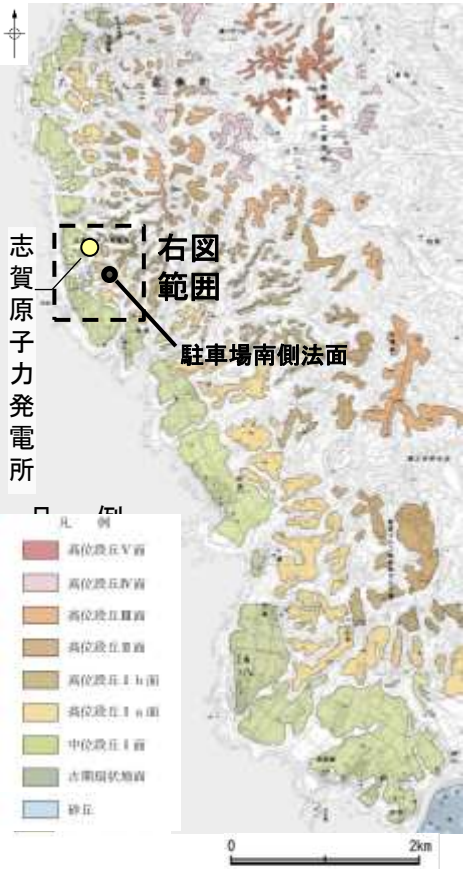 右図
範囲
志賀原子力発電所
駐車場南側法面
凡 例
凡 例
高位段丘Ⅴ面
高位段丘Ⅳ面
高位段丘Ⅲ面
高位段丘Ⅱ面
高位段丘Ⅰb面
高位段丘Ⅰa面
中位段丘Ⅰ面
古期扇状地面
砂丘
0 2km